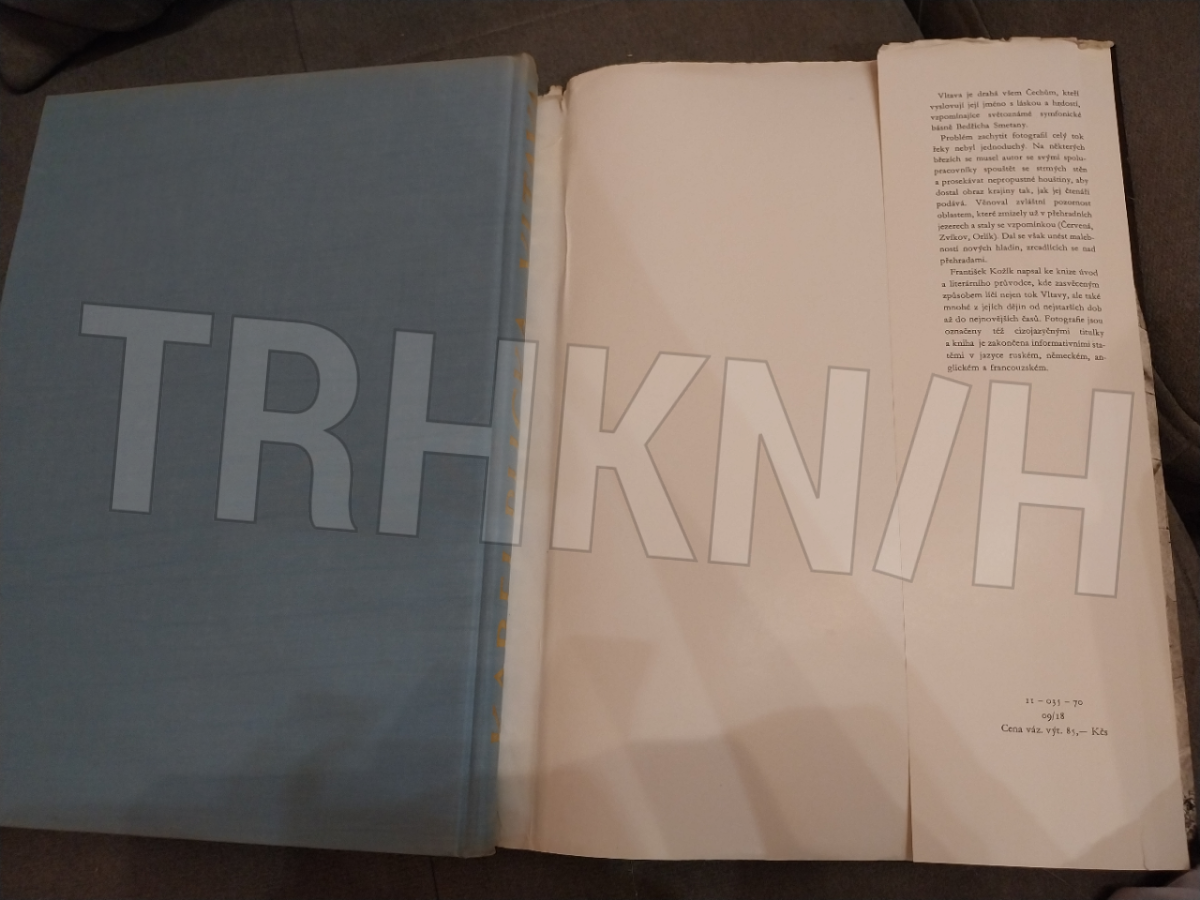 TRHKN/H
Vltava je drahá všem Čechům, kteří
vyslovují její jméno s láskou a hrdostí,
vzpomínajíce světoznámé symfonické
básně Bedřicha Smetany.
Problém zachytit fotografií celý tok
řeky nebyl jednoduchý. Na některých
březích se musel autor se svými spolu-
pracovníky spouštět se strmých stěn
a prosekávat nepropustné houštiny, aby
dostal obraz krajiny tak, jak jej čtenáři
podává. Věnoval zvláštní pozornost
oblastem, které zmizely už v přehradních
jezerech a staly se vzpomínkou (Červená,
Zvíkov, Orlík). Dal se však unést maleb-
ností nových hladin, zrcadlících se nad
přehradami.
František Kožík napsal ke knize úvod
a literárního průvodce, kde zasvěceným
způsobem líčí nejen tok Vltavy, ale také
mnohé z jejích dějin od nejstarších dob
až do nejnovějších časů. Fotografie jsou
označeny též cizojazyčnými titulky
a kniha je zakončena informativními sta-
těmi v jazyce ruském, německém, an-
glickém a francouzském.
11 – 033 – 70
09/18
Cena váz. výt. 85,— Kčs